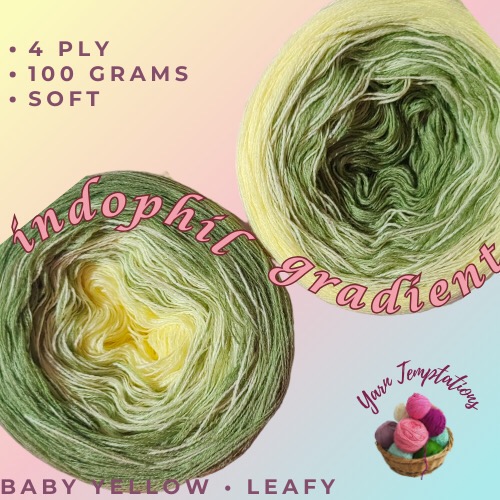 • 4 PLY
• 100 GRAMS
• SOFT
indophil gradient
Yarn Temptations
BABY YELLOW • LEAFY